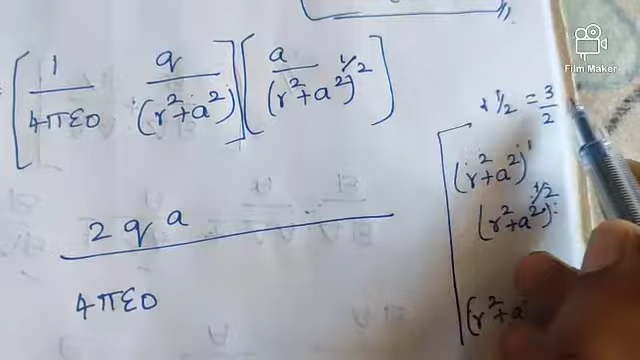 [ 1/4πε0 q/(r²+a²) ] ( a/(r²+a²)^1/2 ]
2 q a
4πε0
+ 1/2 = 3/2
(r²+a²)¹
(r²+a²)^1/2
(r²+a
Film Maker